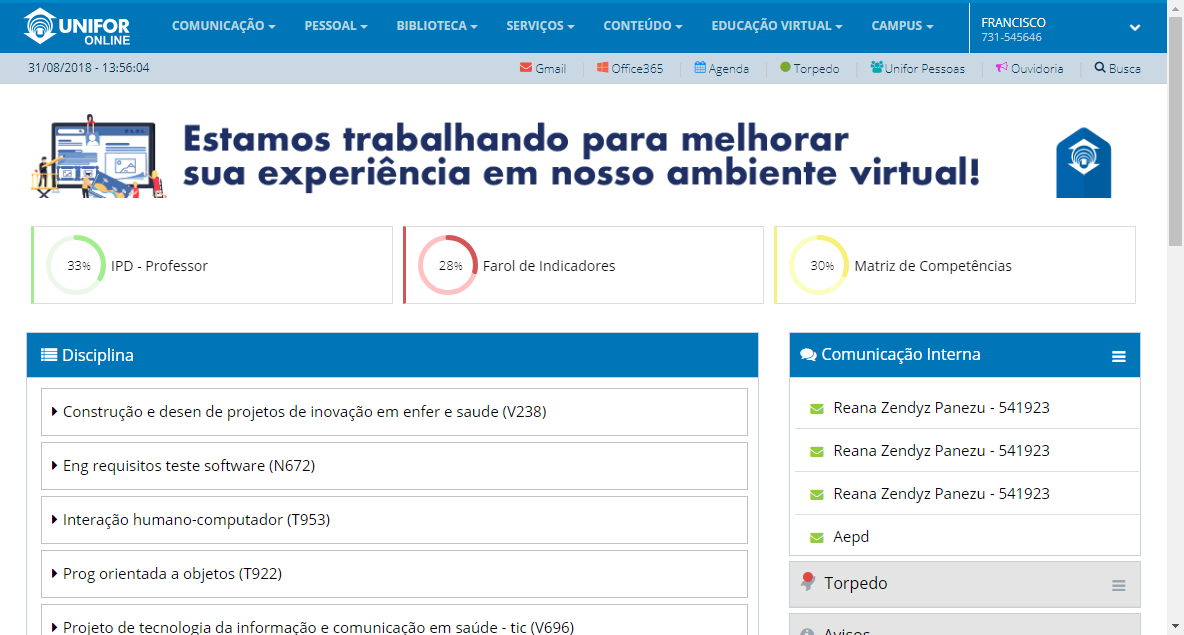 UNIFOR
ONLINE
COMUNICAÇÃO
PESSOAL
BIBLIOTECA
SERVIÇOS
CONTEÚDO
EDUCAÇÃO VIRTUAL
CAMPUS
FRANCISCO
731-545646
31/08/2018 - 13:56:04
Gmail
Office365
Agenda
Torpedo
Unifor Pessoas
Ouvidoria
Busca
Estamos trabalhando para melhorar
sua experiência em nosso ambiente virtual!
33% IPD - Professor
28% Farol de Indicadores
30% Matriz de Competências
Disciplina
Construção e desen de projetos de inovação em enfer e saude (V238)
Eng requisitos teste software (N672)
Interação humano-computador (T953)
Prog orientada a objetos (T922)
Projeto de tecnologia da informação e comunicação em saúde - tic (V696)
Comunicação Interna
Reana Zendyz Panezu - 541923
Reana Zendyz Panezu - 541923
Reana Zendyz Panezu - 541923
Aepd
Torpedo
Avisos